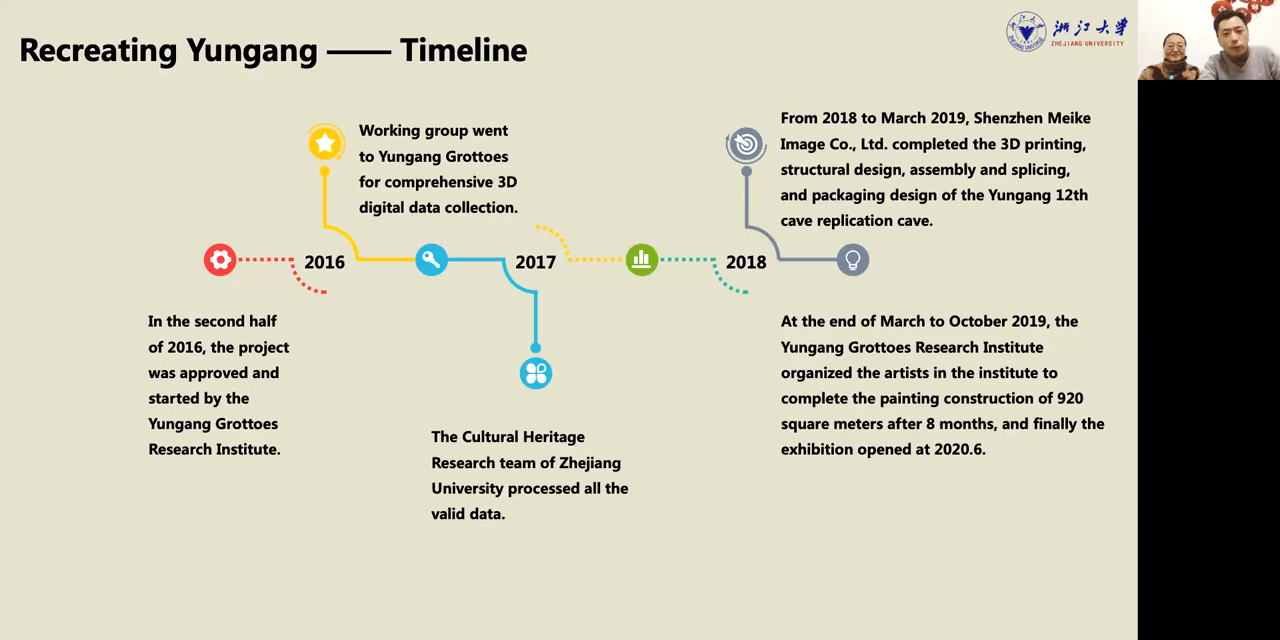 Recreating Yungang —— Timeline
浙江大学
ZHEJIANG UNIVERSITY
Working group went
to Yungang Grottoes
for comprehensive 3D
digital data collection.
From 2018 to March 2019, Shenzhen Meike
Image Co., Ltd. completed the 3D printing,
structural design, assembly and splicing,
and packaging design of the Yungang 12th
cave replication cave.
2016
2017
2018
In the second half
of 2016, the project
was approved and
started by the
Yungang Grottoes
Research Institute.
The Cultural Heritage
Research team of Zhejiang
University processed all the
valid data.
At the end of March to October 2019, the
Yungang Grottoes Research Institute
organized the artists in the institute to
complete the painting construction of 920
square meters after 8 months, and finally the
exhibition opened at 2020.6.